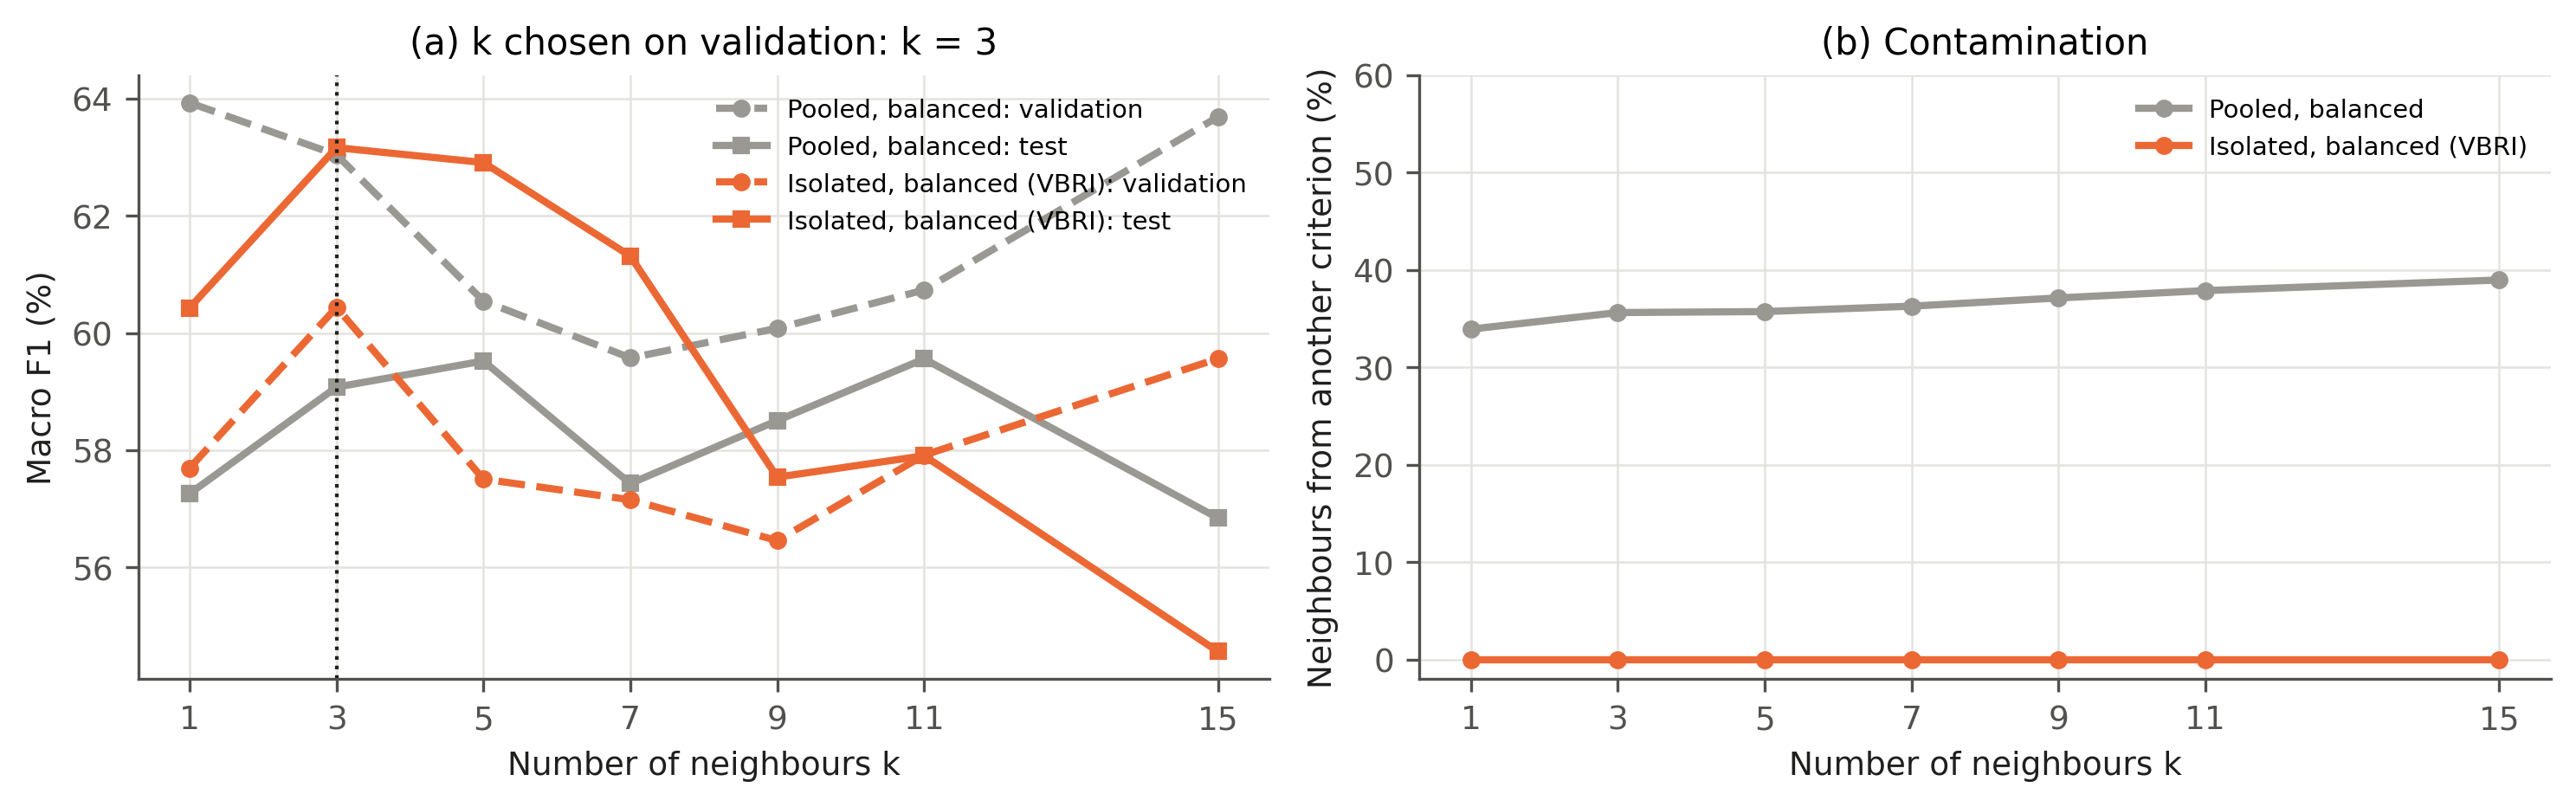 (a) k chosen on validation: k = 3
Macro F1 (%)
64
62
60
58
56
Pooled, balanced: validation
Pooled, balanced: test
Isolated, balanced (VBRI): validation
Isolated, balanced (VBRI): test
1 3 5 7 9 11 15
Number of neighbours k
(b) Contamination
Neighbours from another criterion (%)
60
50
40
30
20
10
0
Pooled, balanced
Isolated, balanced (VBRI)
1 3 5 7 9 11 15
Number of neighbours k